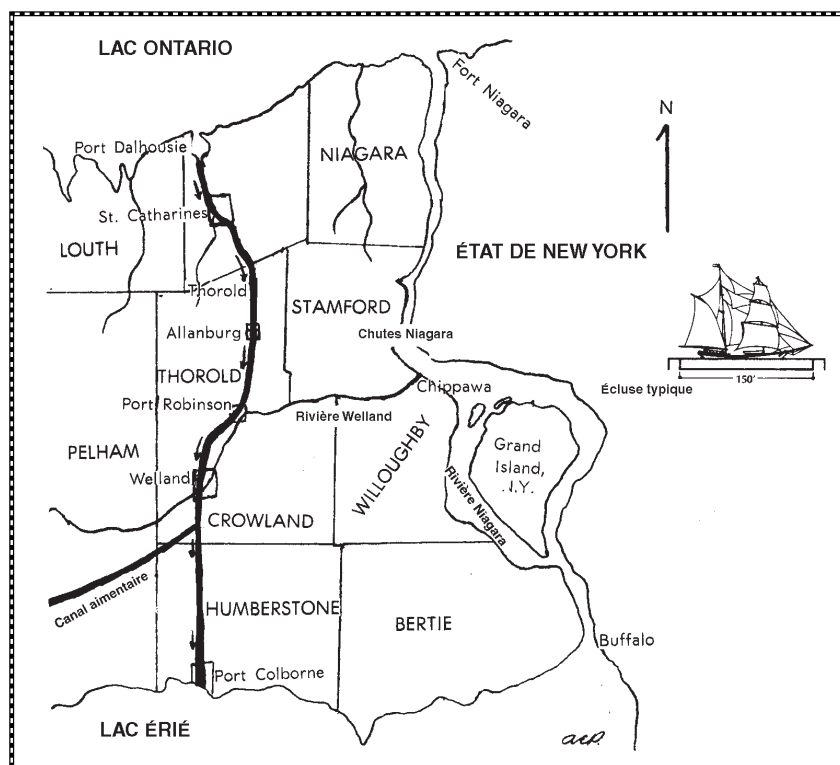 LAC ONTARIO
Fort Niagara
N
Port Dalhousie
NIAGARA
St. Catharines
LOUTH
ÉTAT DE NEW YORK
Thorold
STAMFORD
Allanburg
Chutes Niagara
THOROLD
150'
Écluse typique
Chippawa
Port Robinson
Rivière Welland
PELHAM
WILLOUGHBY
Grand
Island,
N.Y.
Welland
Rivière Niagara
CROWLAND
Canal aimentaire
HUMBERSTONE
BERTIE
Buffalo
Port Colborne
LAC ÉRIÉ